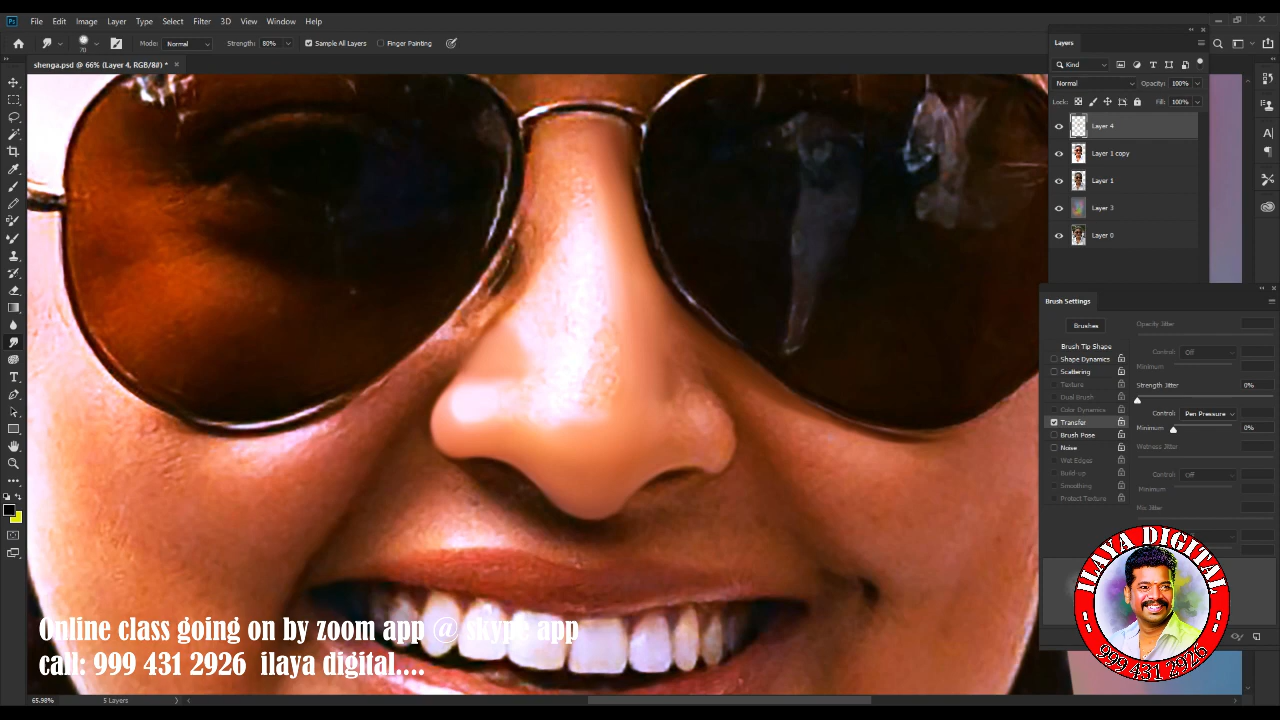 File Edit Image Layer Type Select Filter 3D View Window Help
Mode: Normal Strength: 80% Sample All Layers Finger Painting
70
shenga.psd @ 66% (Layer 4, RGB/8#) * ×
Layers
Kind
Normal Opacity: 100%
Lock: Fill: 100%
Layer 4
Layer 1 copy
Layer 1
Layer 3
Layer 0
Brush Settings
Brushes
Brush Tip Shape
Shape Dynamics
Scattering
Texture
Dual Brush
Color Dynamics
Transfer
Brush Pose
Noise
Wet Edges
Build-up
Smoothing
Protect Texture
Opacity Jitter
Control: Off
Minimum
Strength Jitter 0%
Control: Pen Pressure
Minimum 0%
Wetness Jitter
Control: Off
Minimum
Mix Jitter
Online class going on by zoom app @ skype app
call: 999 431 2926 ilaya digital....
ILAYA DIGITAL
999 431 2926
65.98% 5 Layers